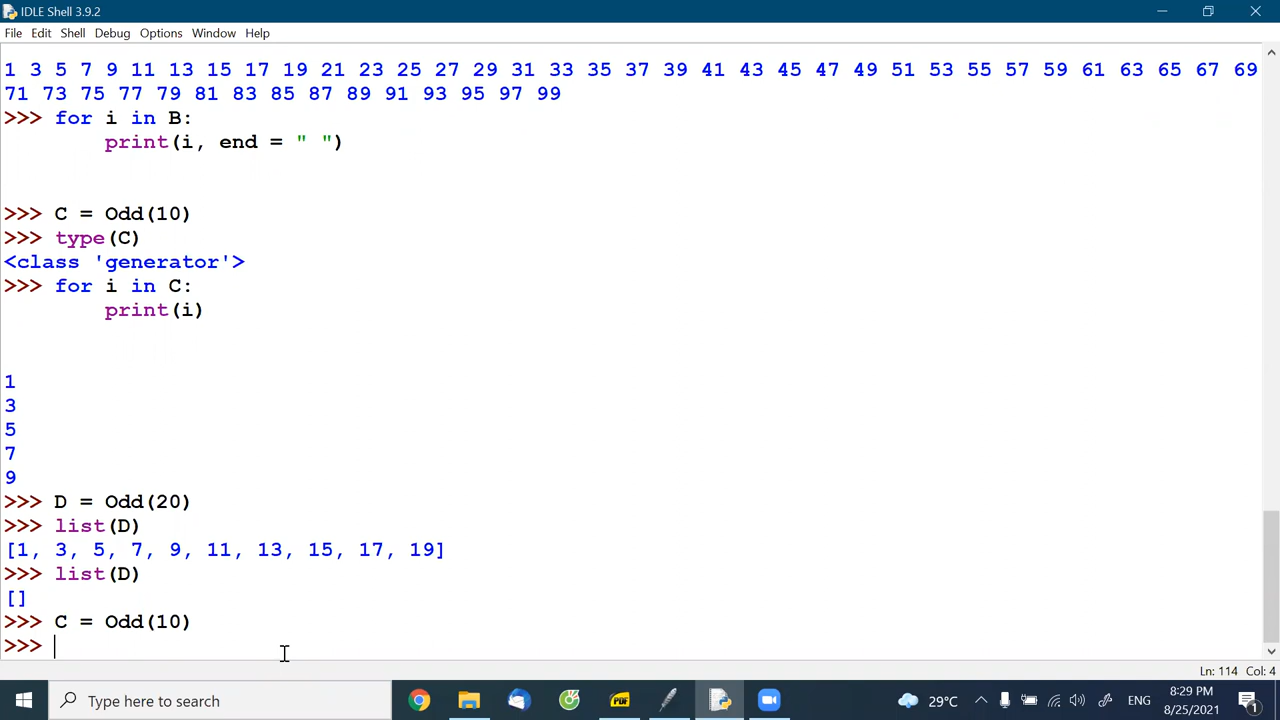 IDLE Shell 3.9.2
File Edit Shell Debug Options Window Help
1 3 5 7 9 11 13 15 17 19 21 23 25 27 29 31 33 35 37 39 41 43 45 47 49 51 53 55 57 59 61 63 65 67 69
71 73 75 77 79 81 83 85 87 89 91 93 95 97 99
>>> for i in B:
        print(i, end = " ")
>>> C = Odd(10)
>>> type(C)
<class 'generator'>
>>> for i in C:
        print(i)
1
3
5
7
9
>>> D = Odd(20)
>>> list(D)
[1, 3, 5, 7, 9, 11, 13, 15, 17, 19]
>>> list(D)
[]
>>> C = Odd(10)
>>>
Ln: 114 Col: 4
Type here to search
PDF
29°C
ENG
8:29 PM
8/25/2021
1